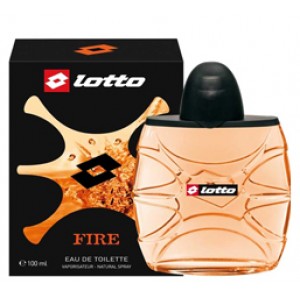 lotto
lotto
FIRE
EAU DE TOILETTE
VAPORISATEUR - NATURAL SPRAY
℮ 100 ml